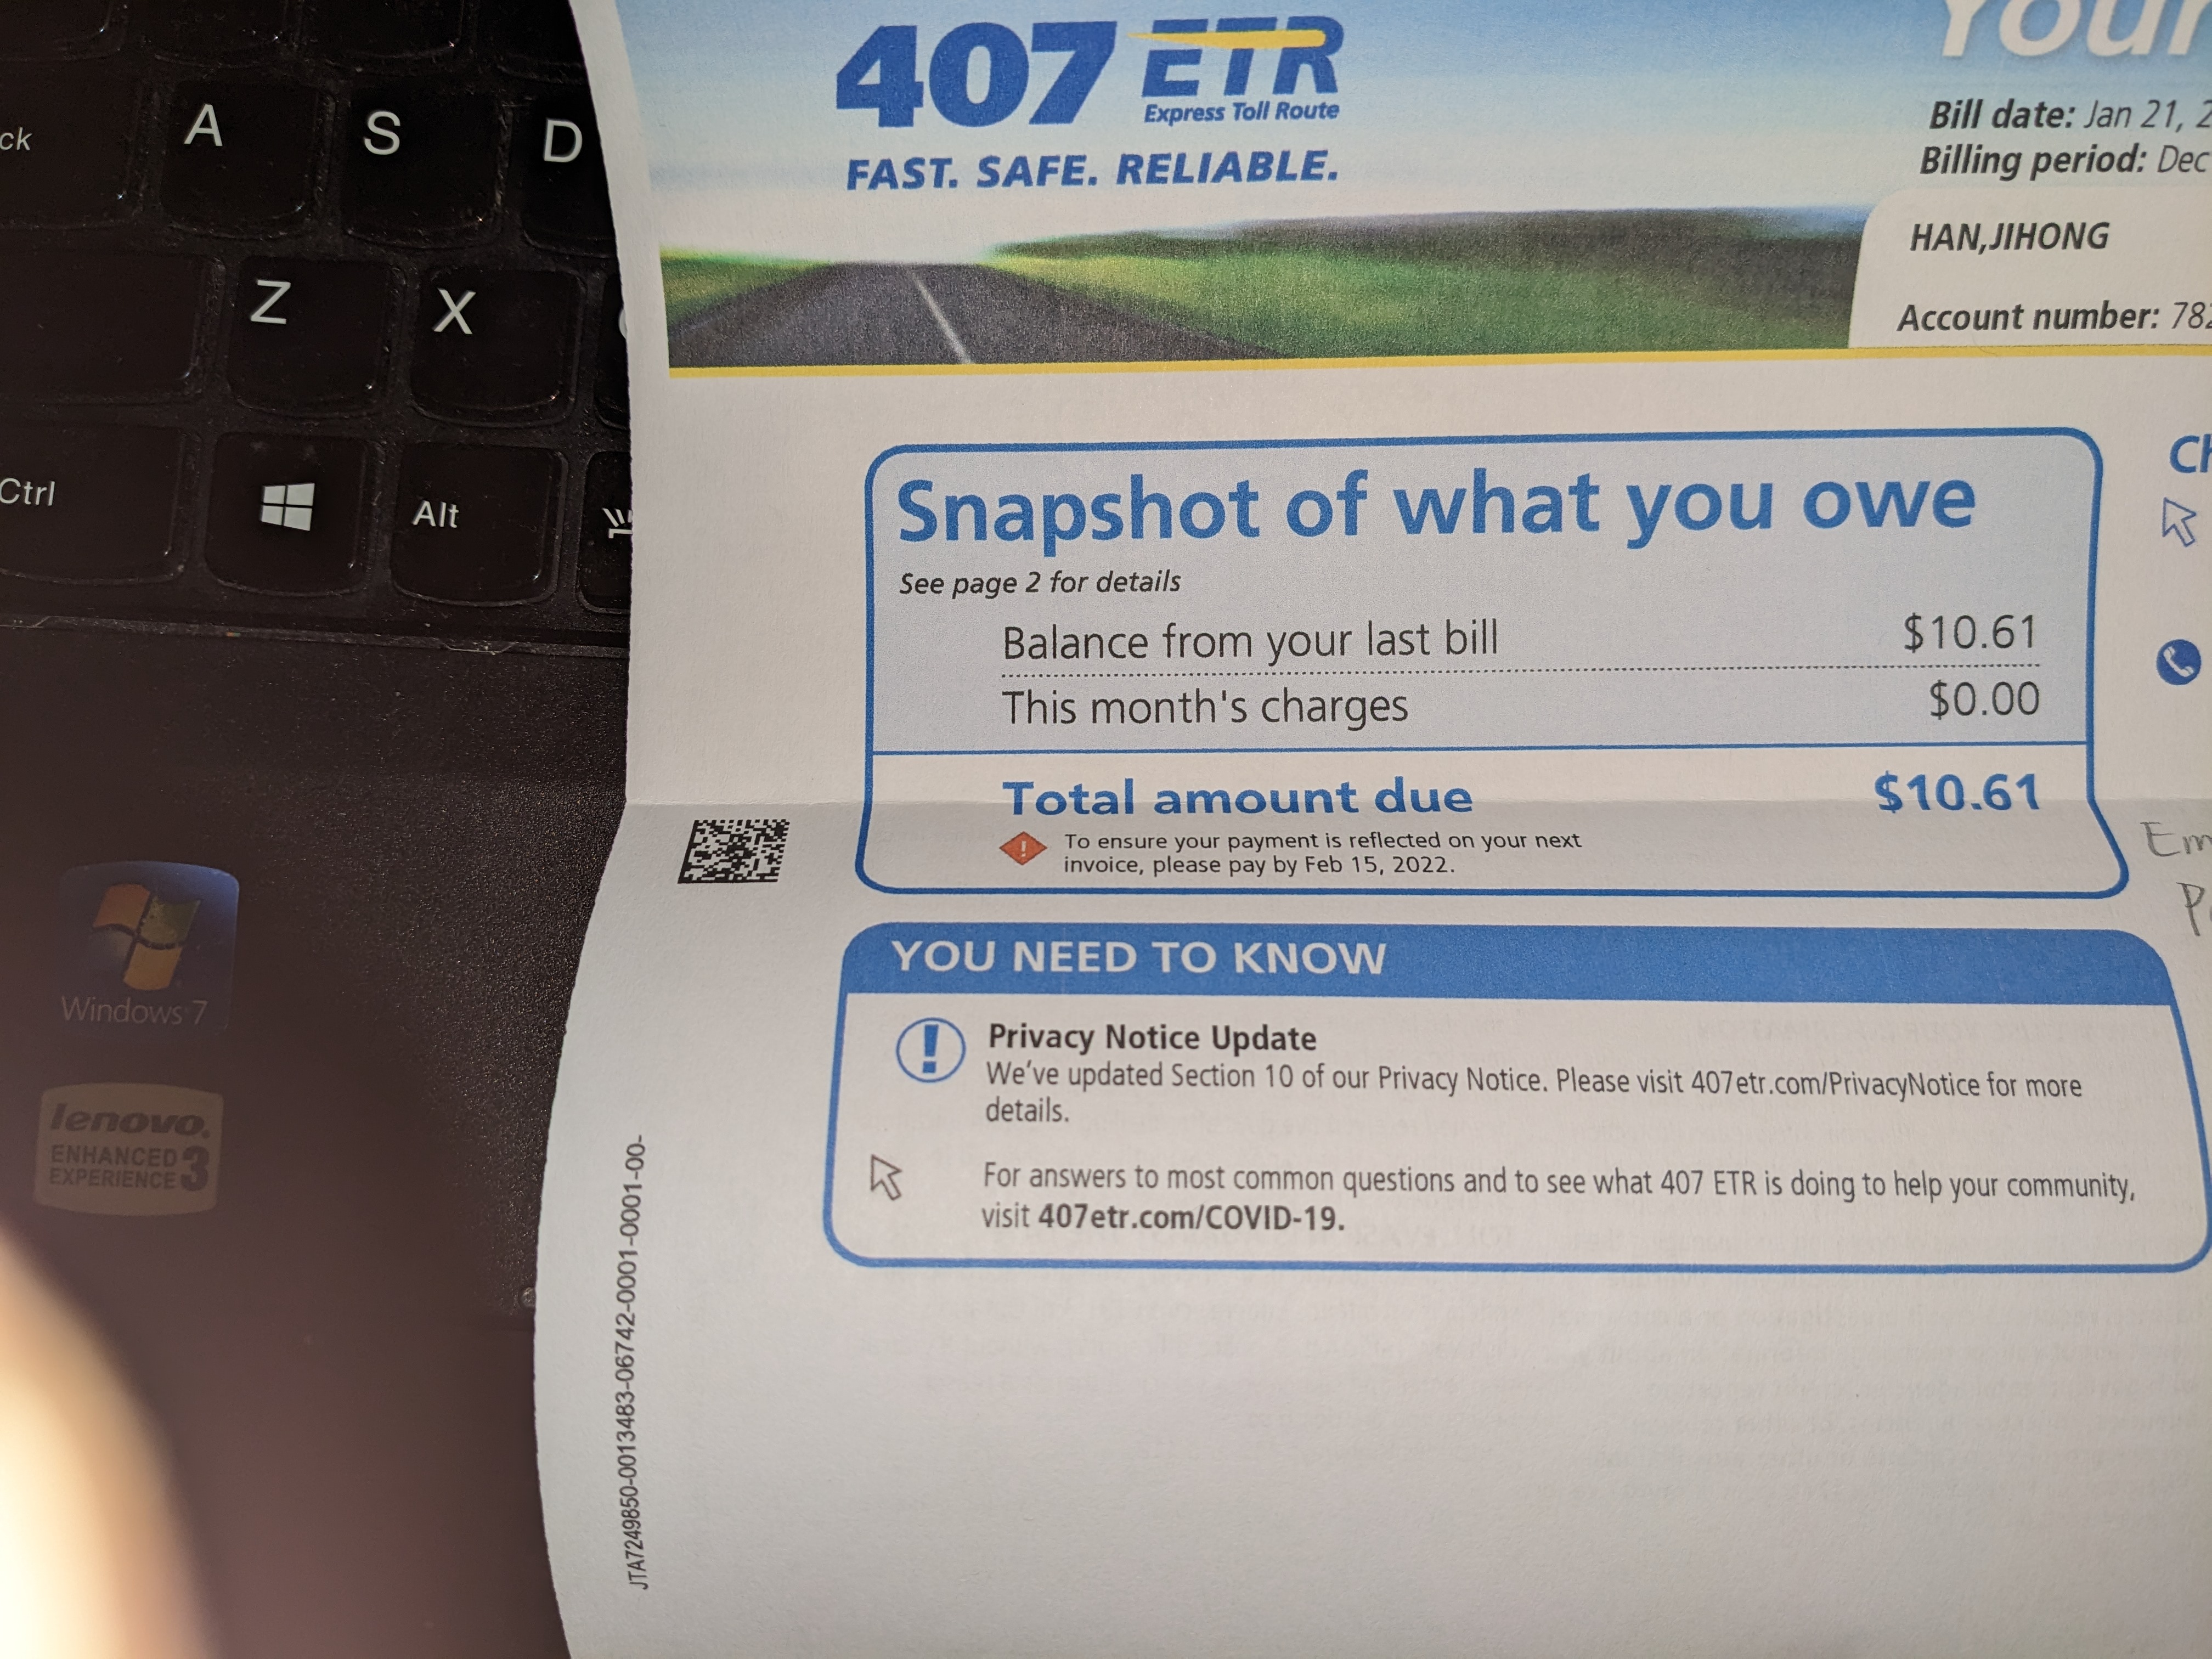 ck
A
S
D
Z
X
Ctrl
Alt
Windows 7
lenovo.
ENHANCED
EXPERIENCE 3
407 ETR
Express Toll Route
FAST. SAFE. RELIABLE.
Your
Bill date: Jan 21, 2
Billing period: Dec
HAN,JIHONG
Account number: 782
Snapshot of what you owe
See page 2 for details
Balance from your last bill $10.61
This month's charges $0.00
Total amount due $10.61
To ensure your payment is reflected on your next
invoice, please pay by Feb 15, 2022.
Ch
Em
YOU NEED TO KNOW
Privacy Notice Update
We've updated Section 10 of our Privacy Notice. Please visit 407etr.com/PrivacyNotice for more
details.
For answers to most common questions and to see what 407 ETR is doing to help your community,
visit 407etr.com/COVID-19.
JTA7249850-0013483-06742-0001-0001-00-